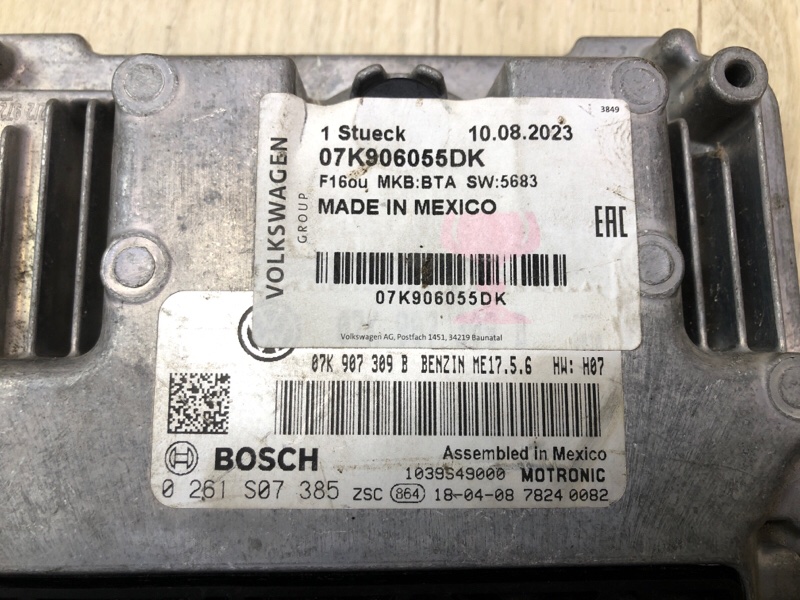 3849
1 Stueck 10.08.2023
07K906055DK
F16ou MKB:BTA SW:5683
MADE IN MEXICO
VOLKSWAGEN
GROUP
EAC
07K906055DK
Volkswagen AG, Postfach 1451, 34219 Baunatal
07K 907 309 B BENZIN ME17.5.6 HW: H07
BOSCH
Assembled in Mexico
1039S49000 MOTRONIC
0 261 S07 385 ZSC 864 18-04-08 7824 0082